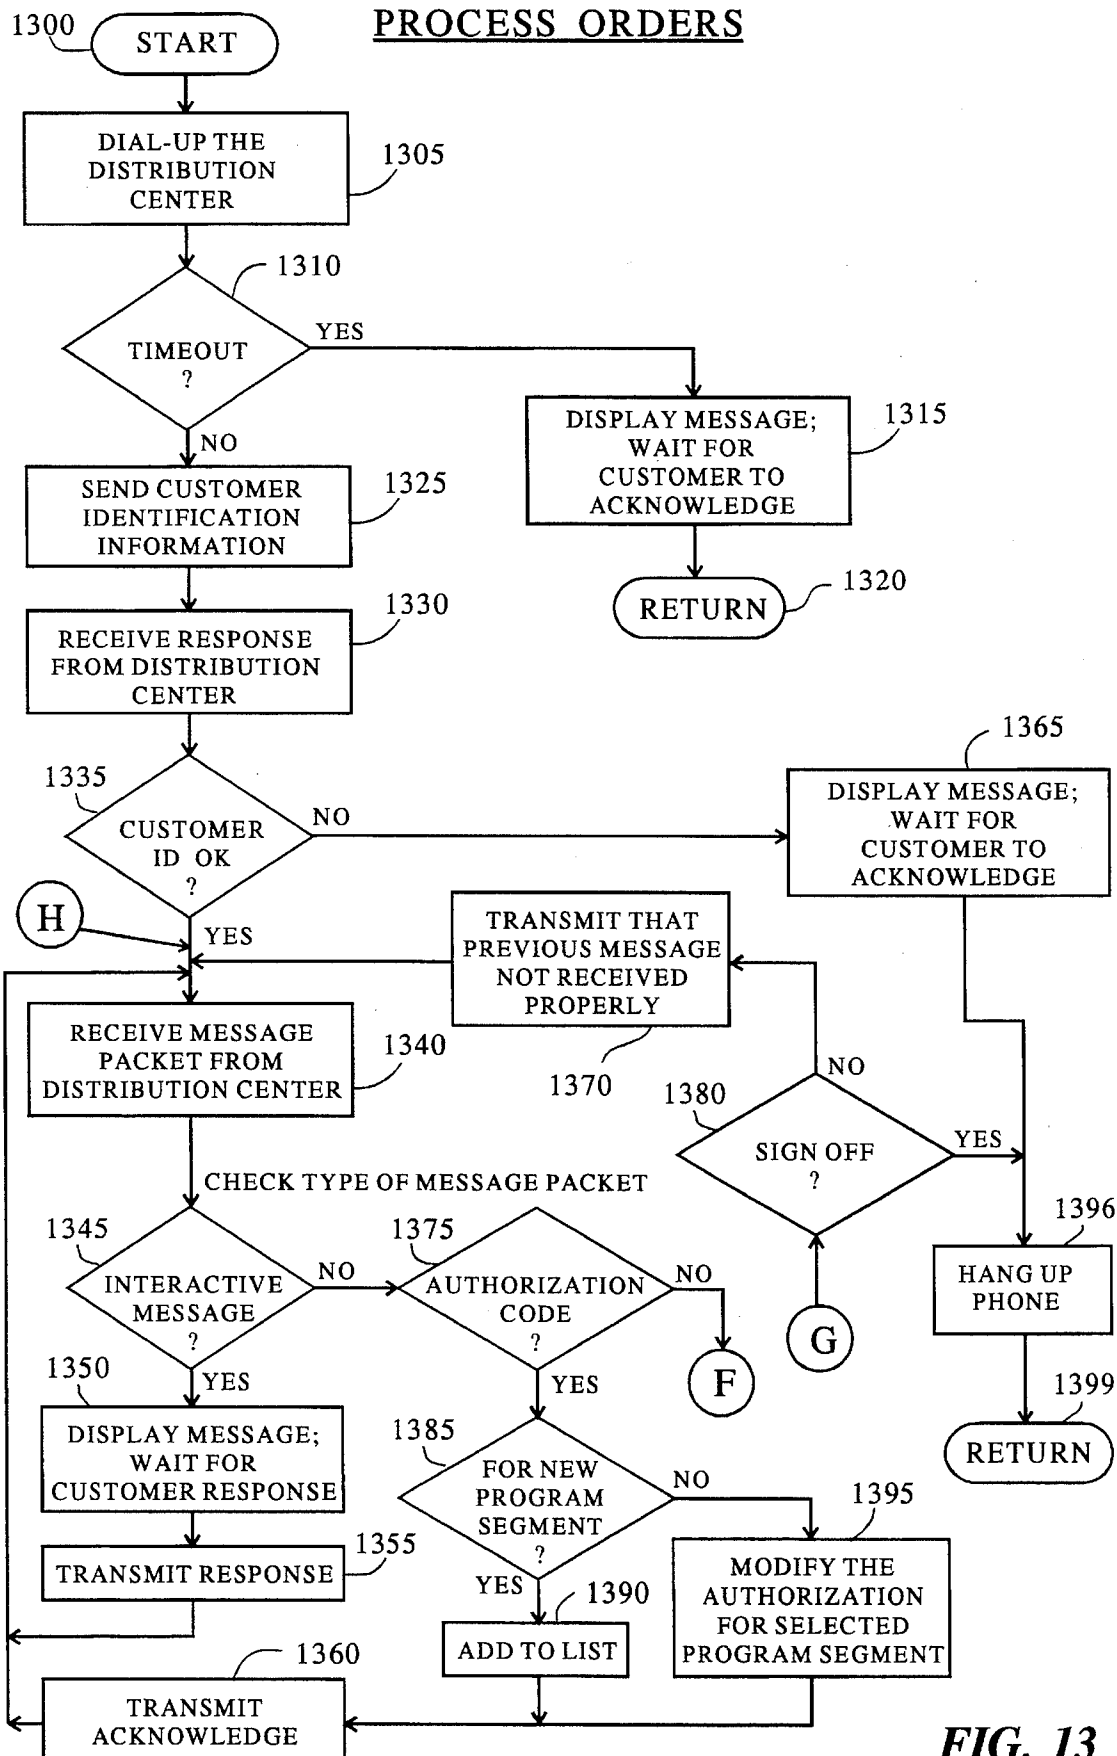 PROCESS ORDERS
1300
START
DIAL-UP THE
DISTRIBUTION
CENTER
1305
1310
TIMEOUT
?
YES
NO
DISPLAY MESSAGE;
WAIT FOR
CUSTOMER TO
ACKNOWLEDGE
1315
RETURN
1320
SEND CUSTOMER
IDENTIFICATION
INFORMATION
1325
RECEIVE RESPONSE
FROM DISTRIBUTION
CENTER
1330
1335
CUSTOMER
ID OK
?
NO
YES
1365
DISPLAY MESSAGE;
WAIT FOR
CUSTOMER TO
ACKNOWLEDGE
H
TRANSMIT THAT
PREVIOUS MESSAGE
NOT RECEIVED
PROPERLY
1370
RECEIVE MESSAGE
PACKET FROM
DISTRIBUTION CENTER
1340
1380
NO
SIGN OFF
?
YES
CHECK TYPE OF MESSAGE PACKET
1345
INTERACTIVE
MESSAGE
?
NO
YES
1375
AUTHORIZATION
CODE
?
NO
YES
F
G
1396
HANG UP
PHONE
1399
RETURN
1350
DISPLAY MESSAGE;
WAIT FOR
CUSTOMER RESPONSE
1355
TRANSMIT RESPONSE
1385
FOR NEW
PROGRAM
SEGMENT
?
NO
YES
1395
MODIFY THE
AUTHORIZATION
FOR SELECTED
PROGRAM SEGMENT
1390
ADD TO LIST
1360
TRANSMIT
ACKNOWLEDGE
FIG. 13